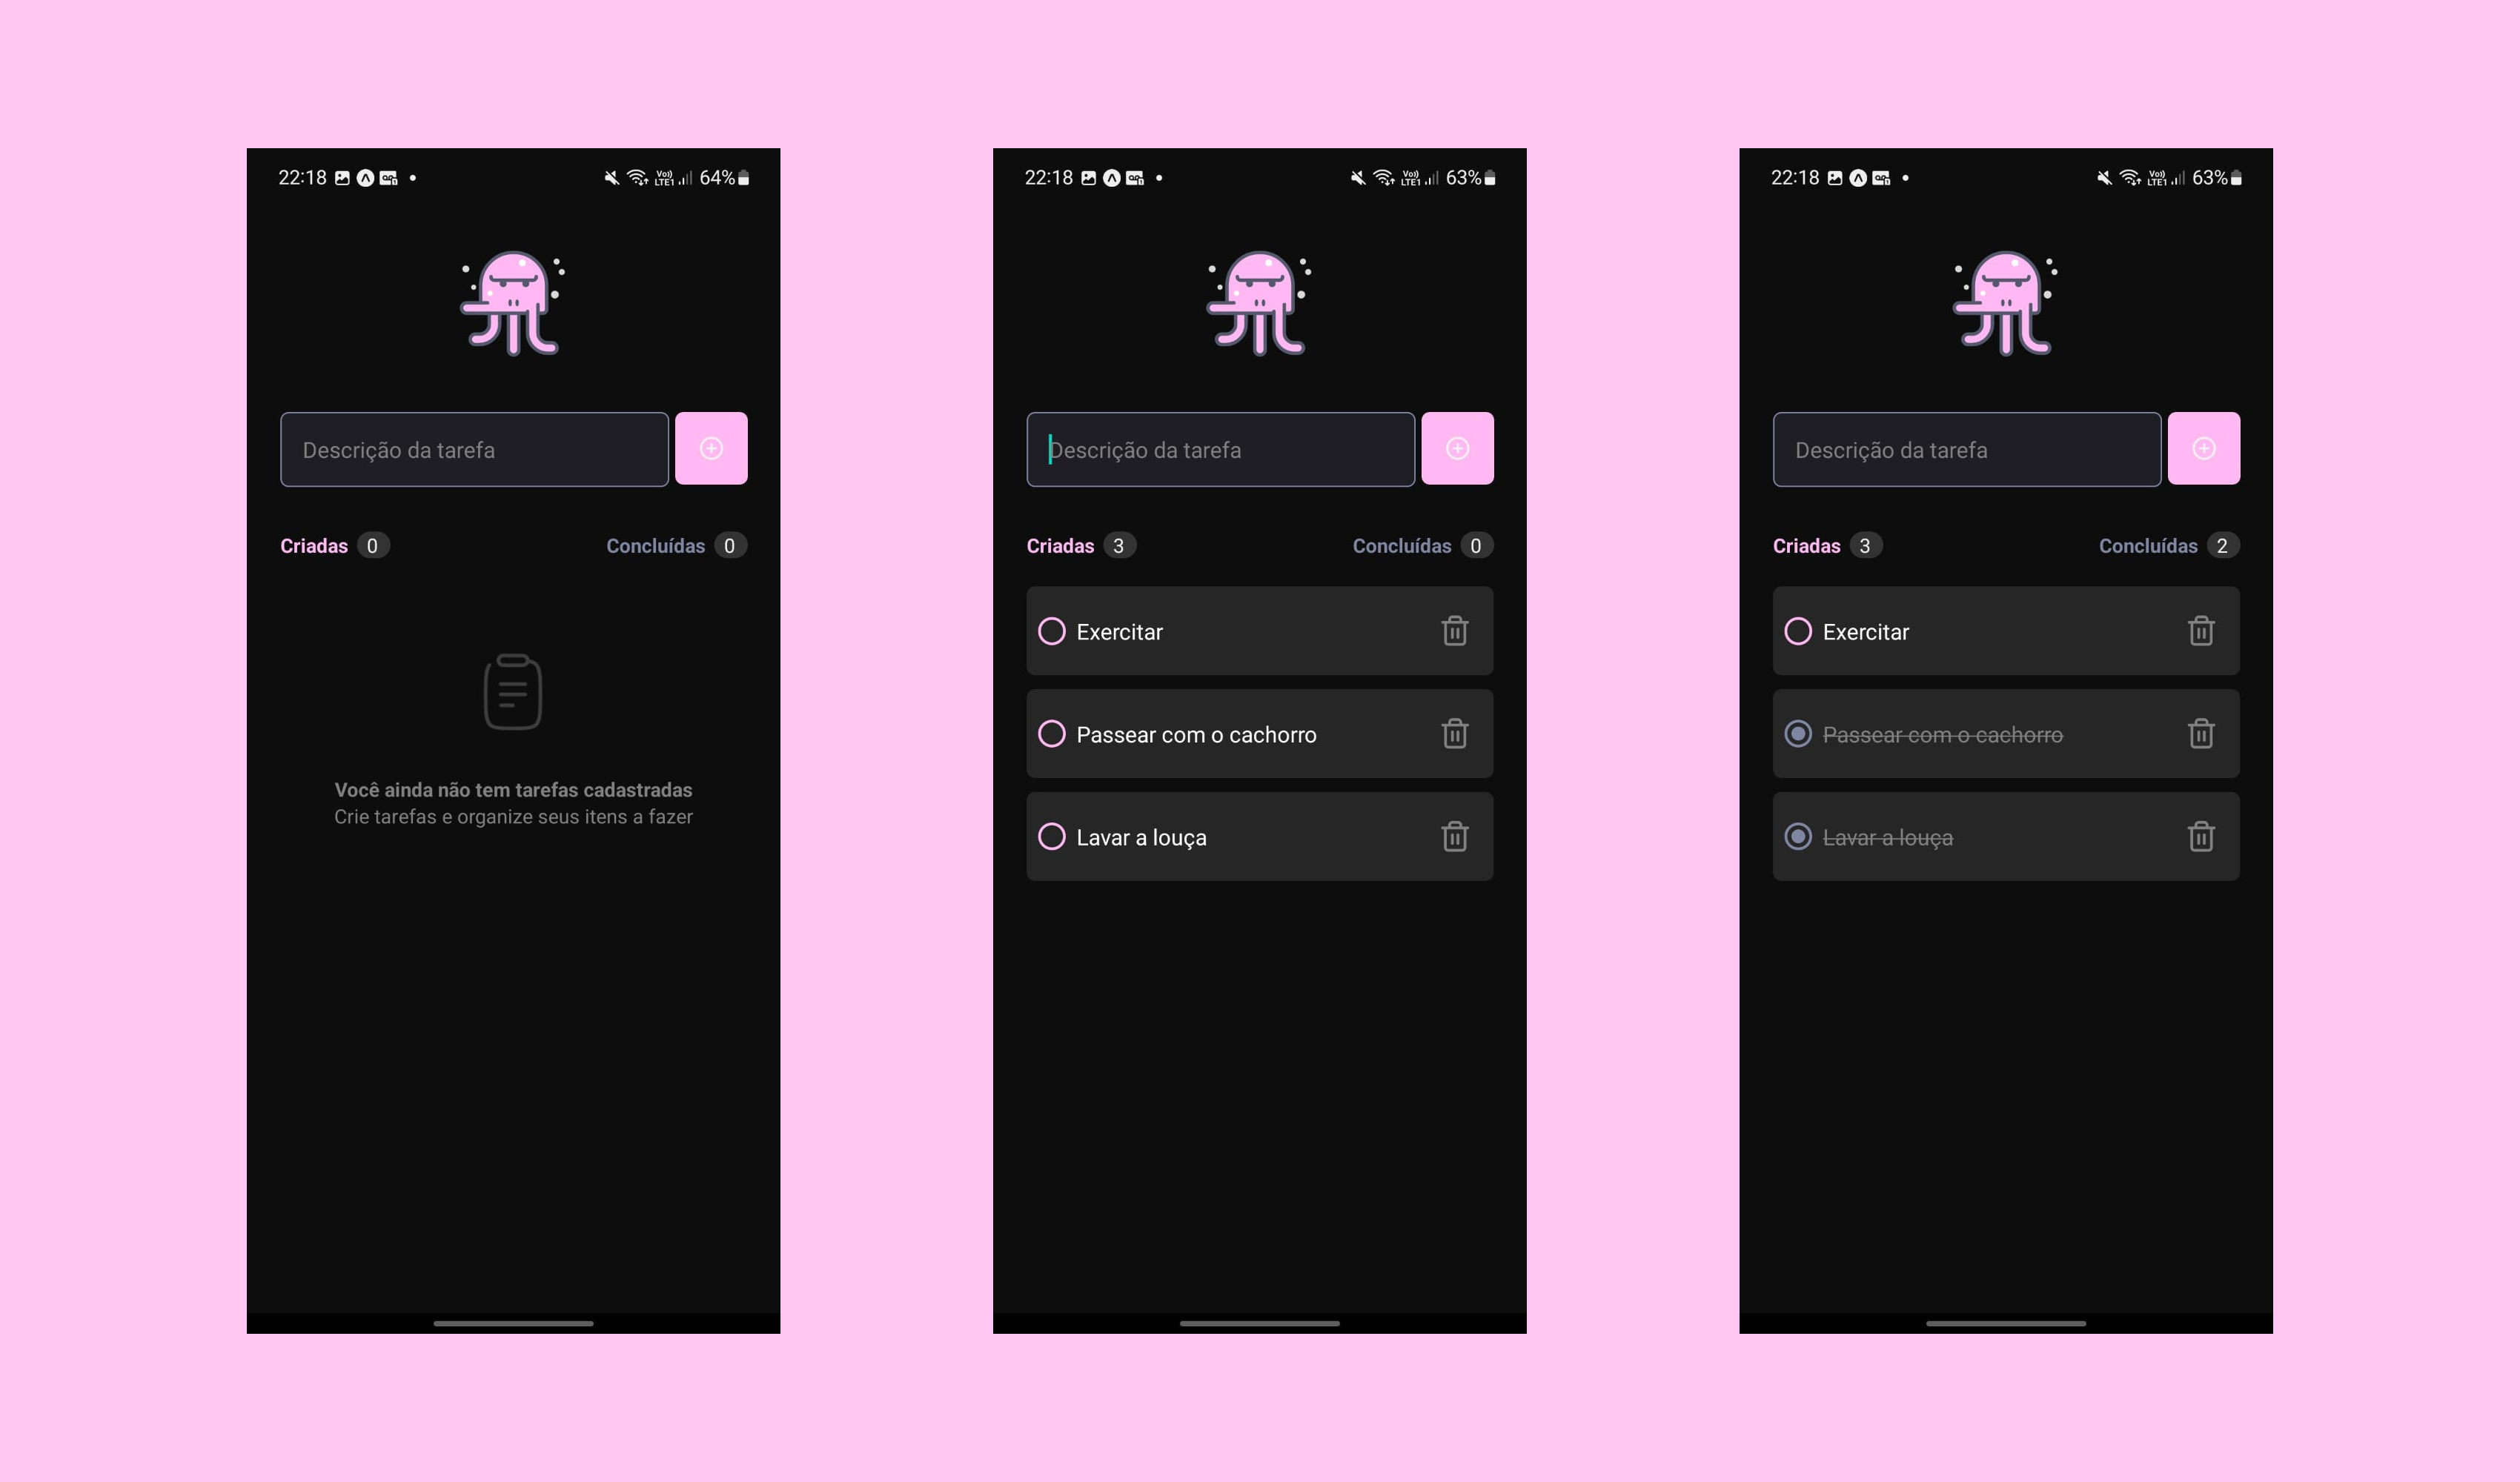 22:18
Vo))
LTE1
64%
Descrição da tarefa
Criadas 0
Concluídas 0
Você ainda não tem tarefas cadastradas
Crie tarefas e organize seus itens a fazer
22:18
Vo))
LTE1
63%
Descrição da tarefa
Criadas 3
Concluídas 0
Exercitar
Passear com o cachorro
Lavar a louça
22:18
Vo))
LTE1
63%
Descrição da tarefa
Criadas 3
Concluídas 2
Exercitar
Passear com o cachorro
Lavar a louça